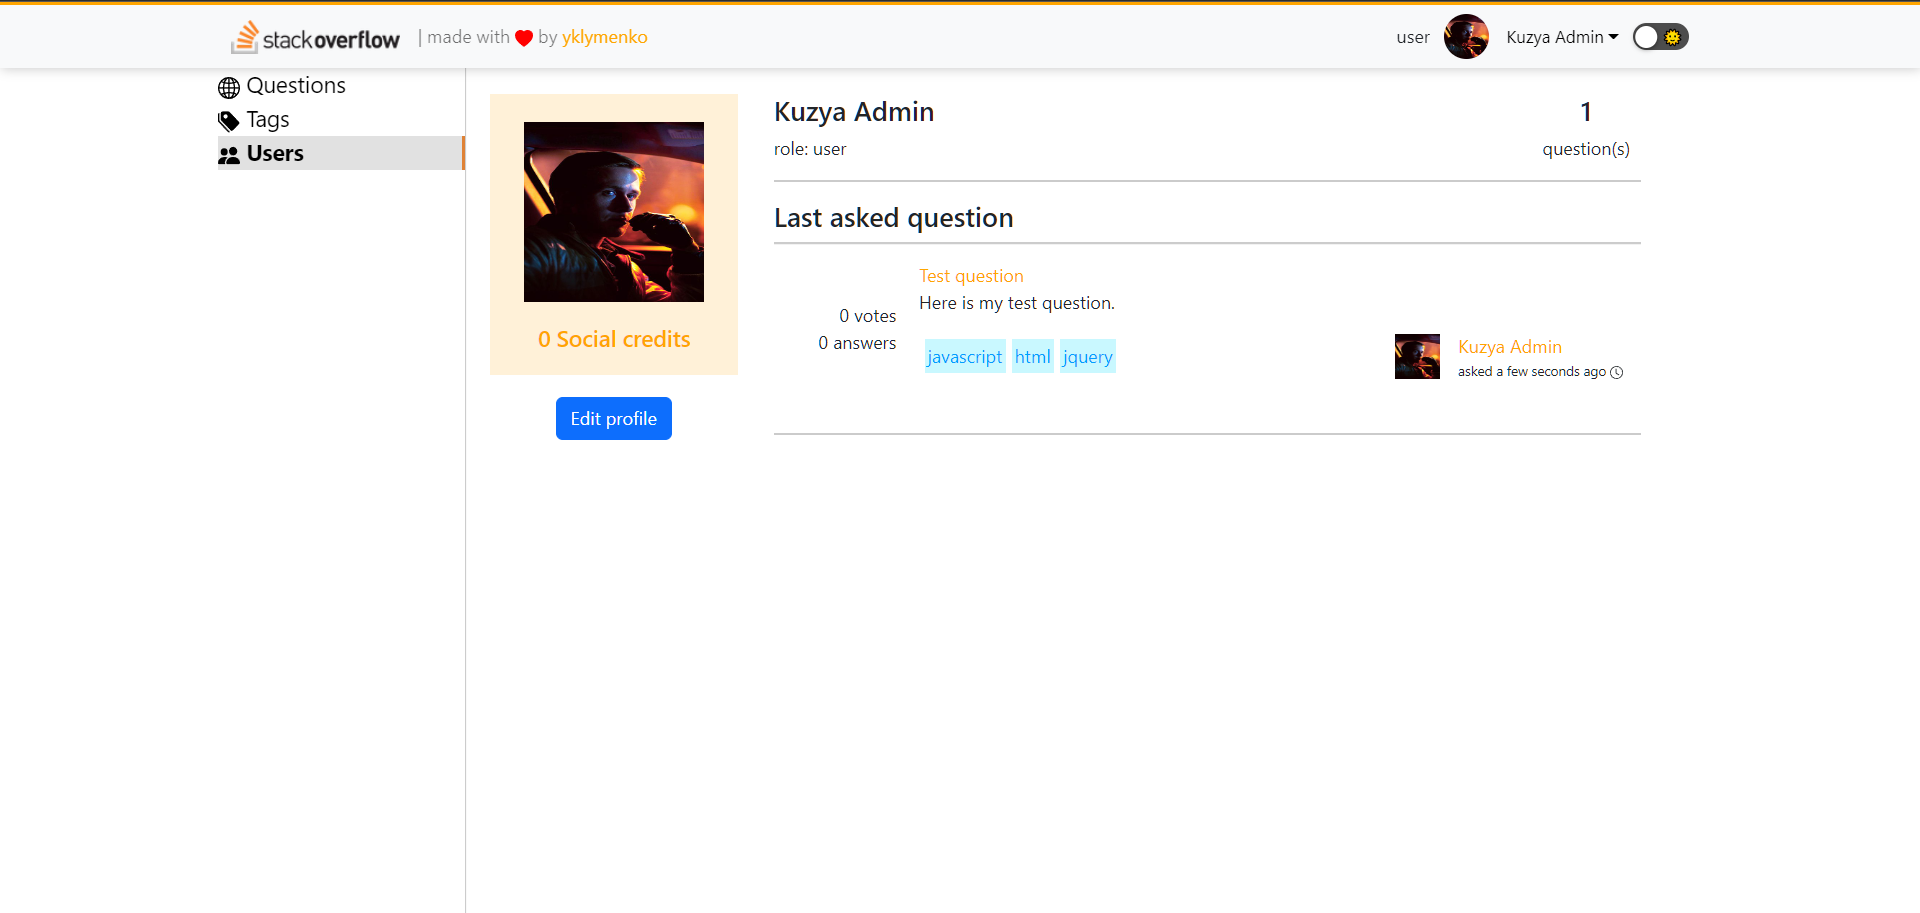 stackoverflow | made with by yklymenko
user Kuzya Admin
Questions
Tags
Users
0 Social credits
Edit profile
Kuzya Admin
role: user
1
question(s)
Last asked question
0 votes
0 answers
Test question
Here is my test question.
javascript html jquery
Kuzya Admin
asked a few seconds ago